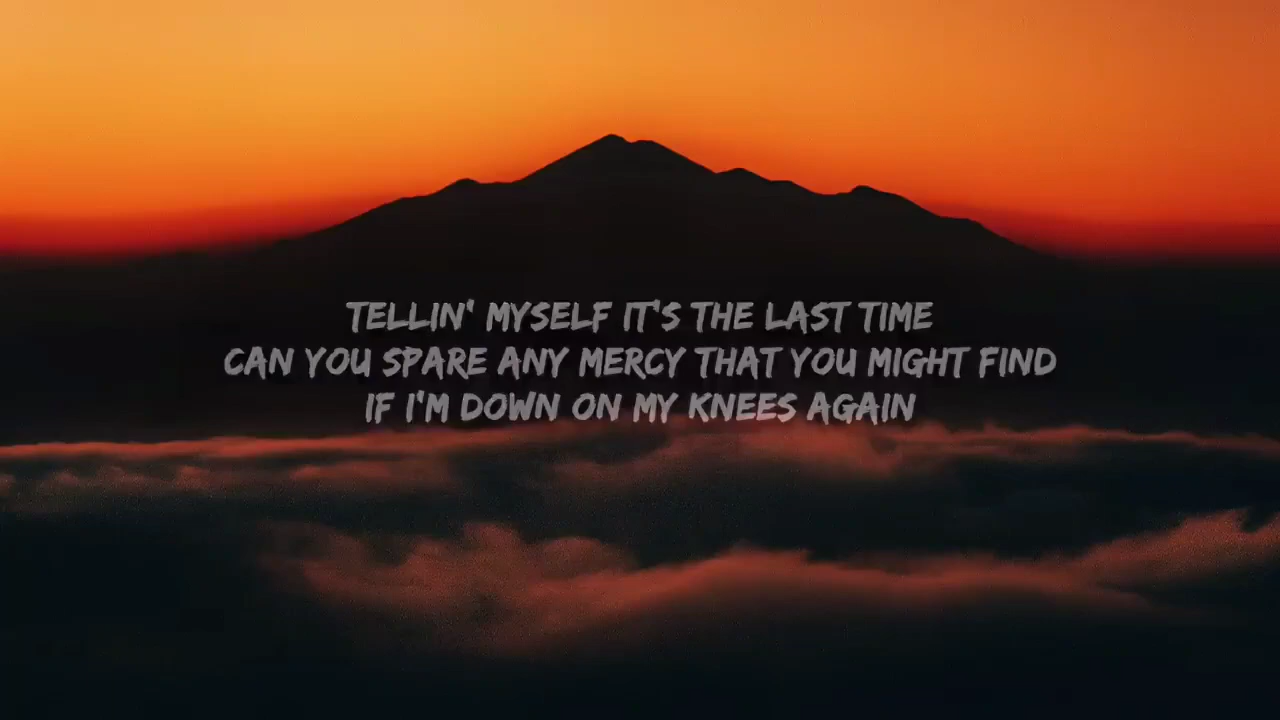 TELLIN' MYSELF IT'S THE LAST TIME
CAN YOU SPARE ANY MERCY THAT YOU MIGHT FIND
IF I'M DOWN ON MY KNEES AGAIN